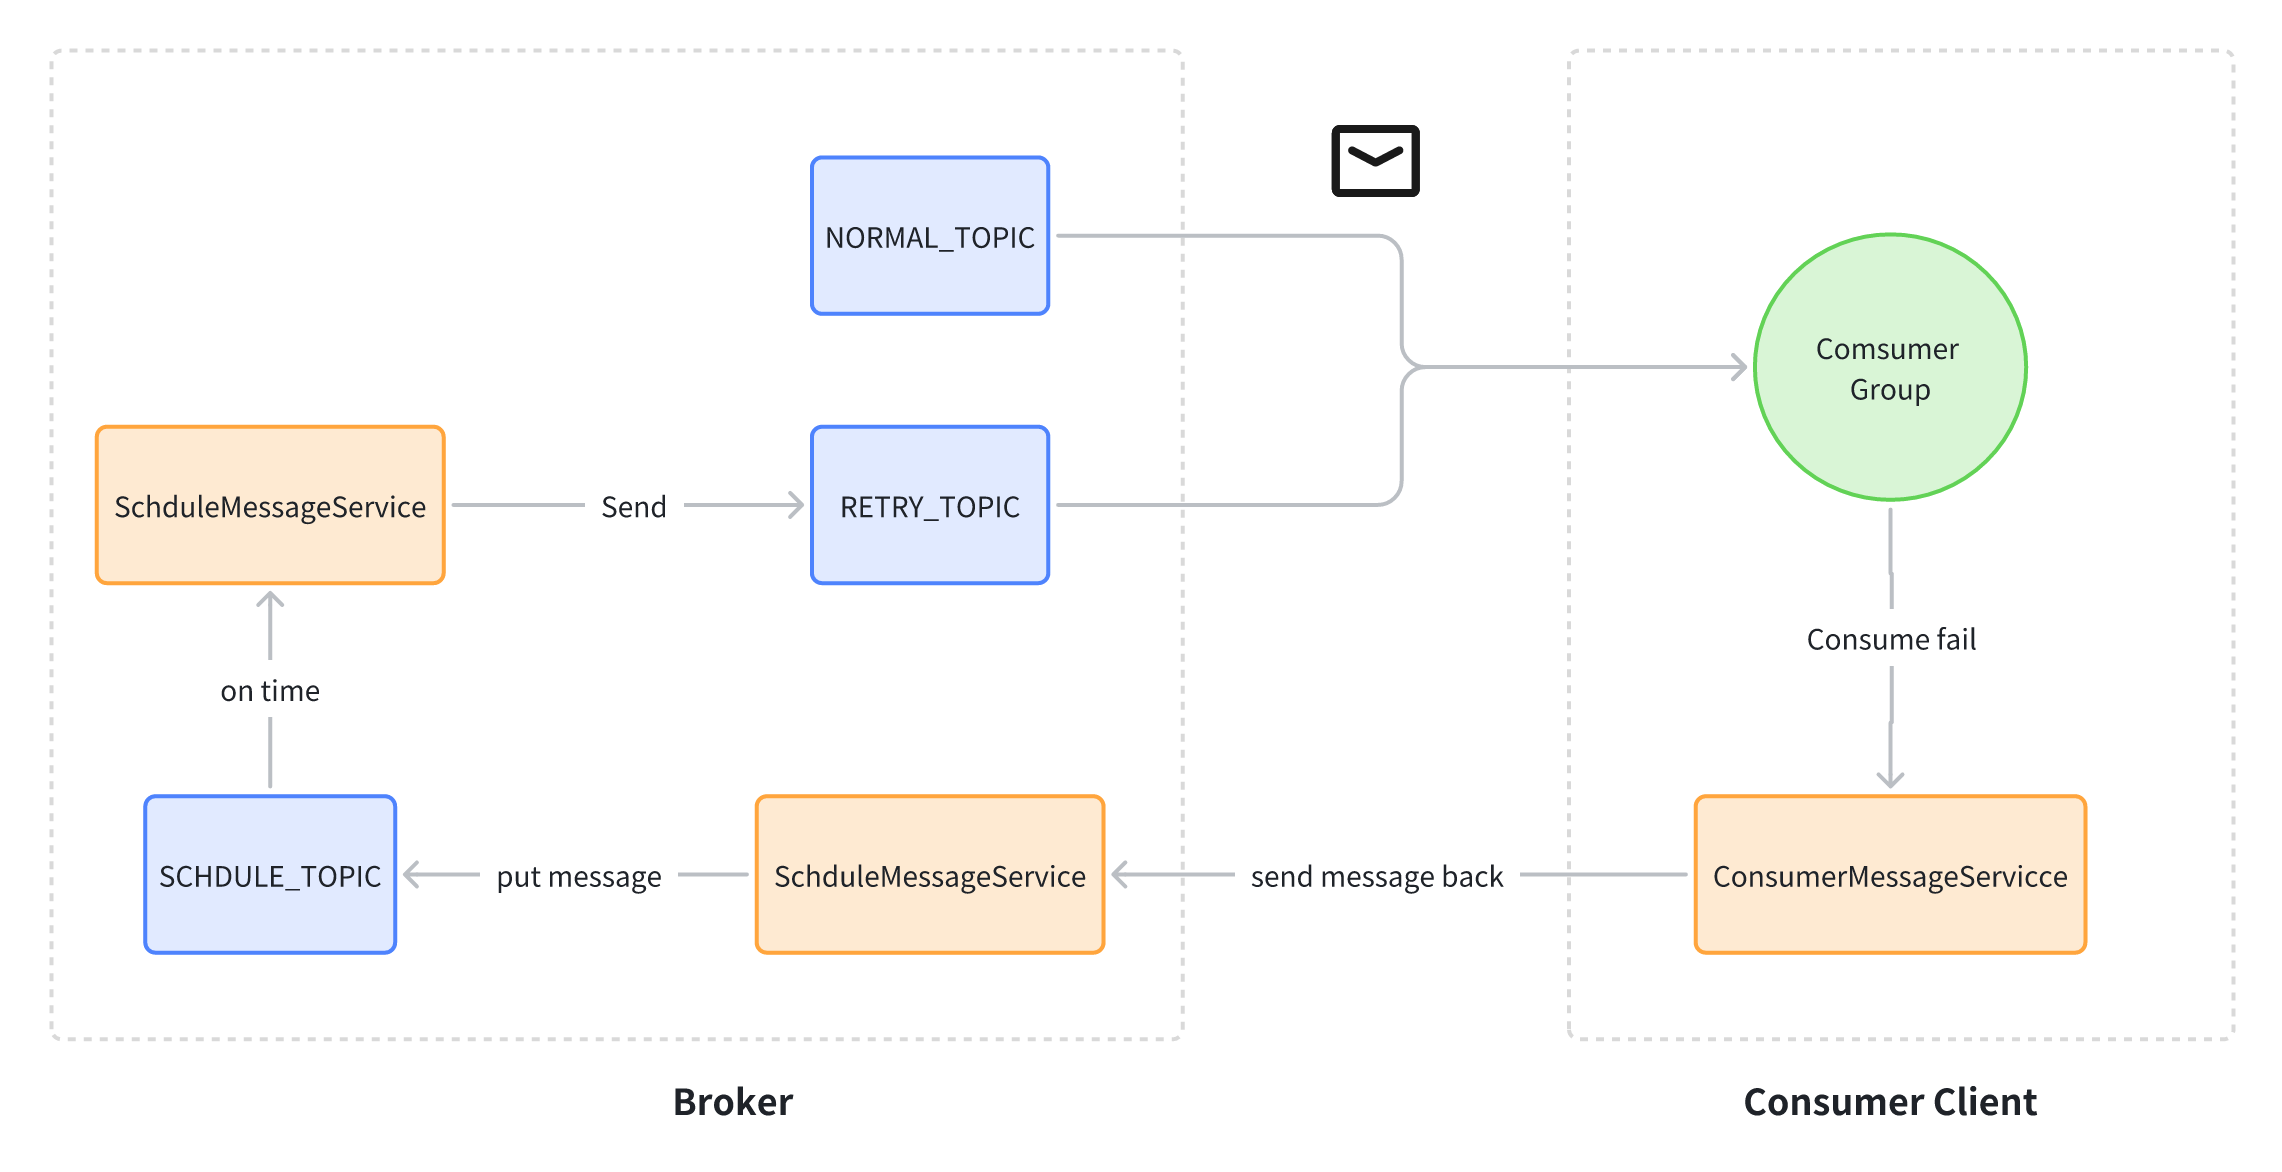 NORMAL_TOPIC
Comsumer
Group
SchduleMessageService
Send
RETRY_TOPIC
Consume fail
on time
SCHDULE_TOPIC
put message
SchduleMessageService
send message back
ConsumerMessageServicce
Broker
Consumer Client